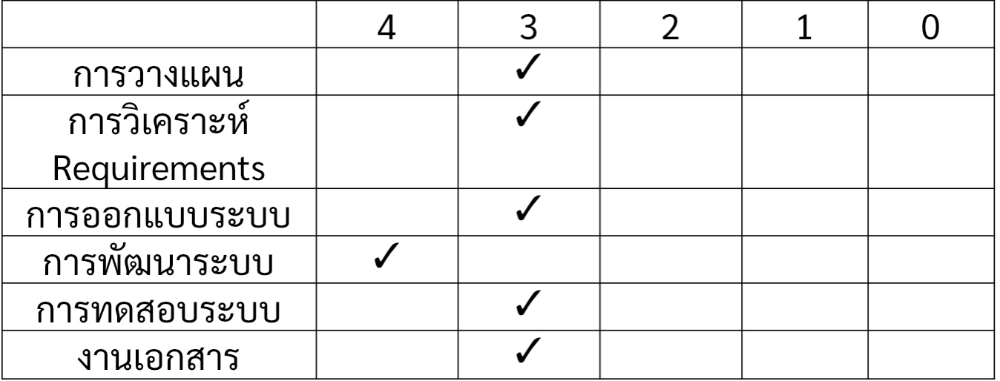 4 3 2 1 0
การวางแผน ✓
การวิเคราะห์ ✓
Requirements
การออกแบบระบบ ✓
การพัฒนาระบบ ✓
การทดสอบระบบ ✓
งานเอกสาร ✓